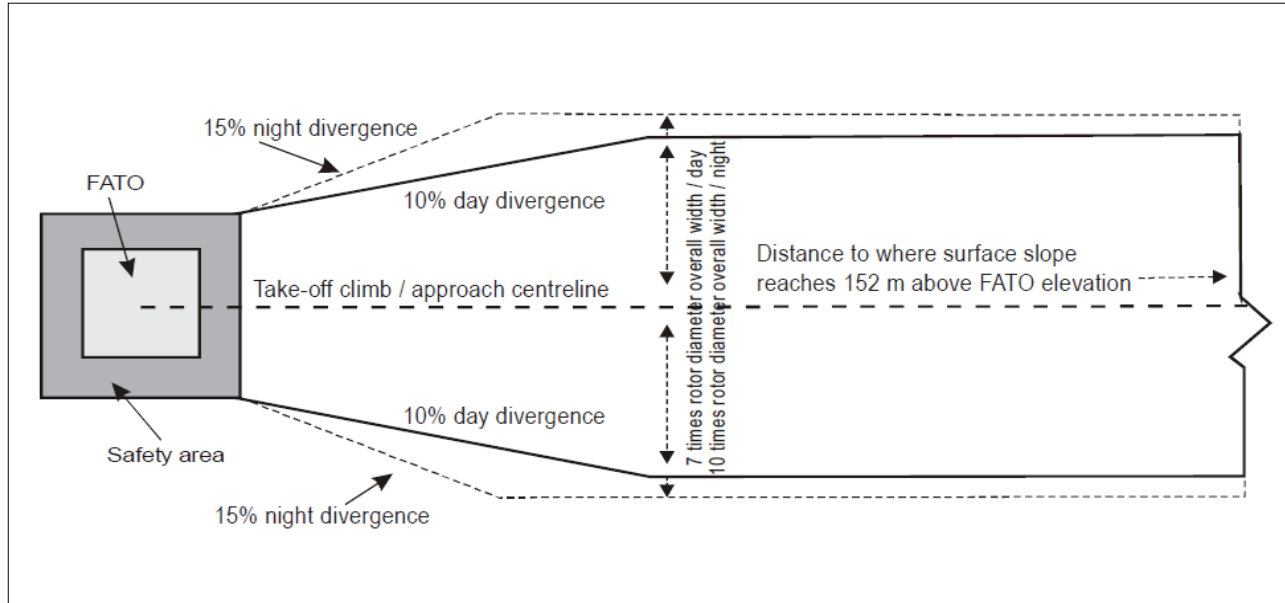 15% night divergence
FATO
10% day divergence
7 times rotor diameter overall width / day
10 times rotor diameter overall width / night
Distance to where surface slope
reaches 152 m above FATO elevation
Take-off climb / approach centreline
10% day divergence
Safety area
15% night divergence